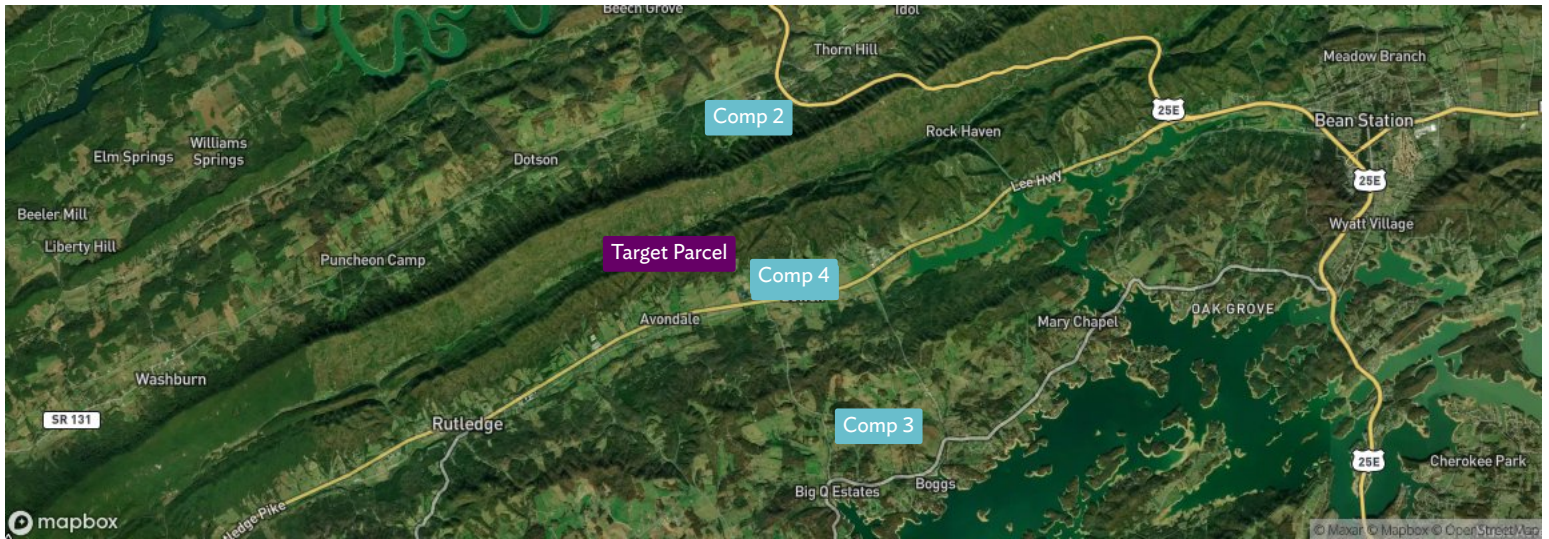 Beech Grove
Idol
Thorn Hill
Meadow Branch
Comp 2
25E
Bean Station
Rock Haven
Williams
Springs
Elm Springs
Dotson
Lee Hwy
25E
Beeler Mill
Liberty Hill
Wyatt Village
Target Parcel
Puncheon Camp
Comp 4
OAK GROVE
Avondale
Mary Chapel
Washburn
SR 131
Rutledge
Comp 3
25E
Cherokee Park
Boggs
Big Q Estates
ledge Pike
mapbox
© Maxar © Mapbox © OpenStreetMap